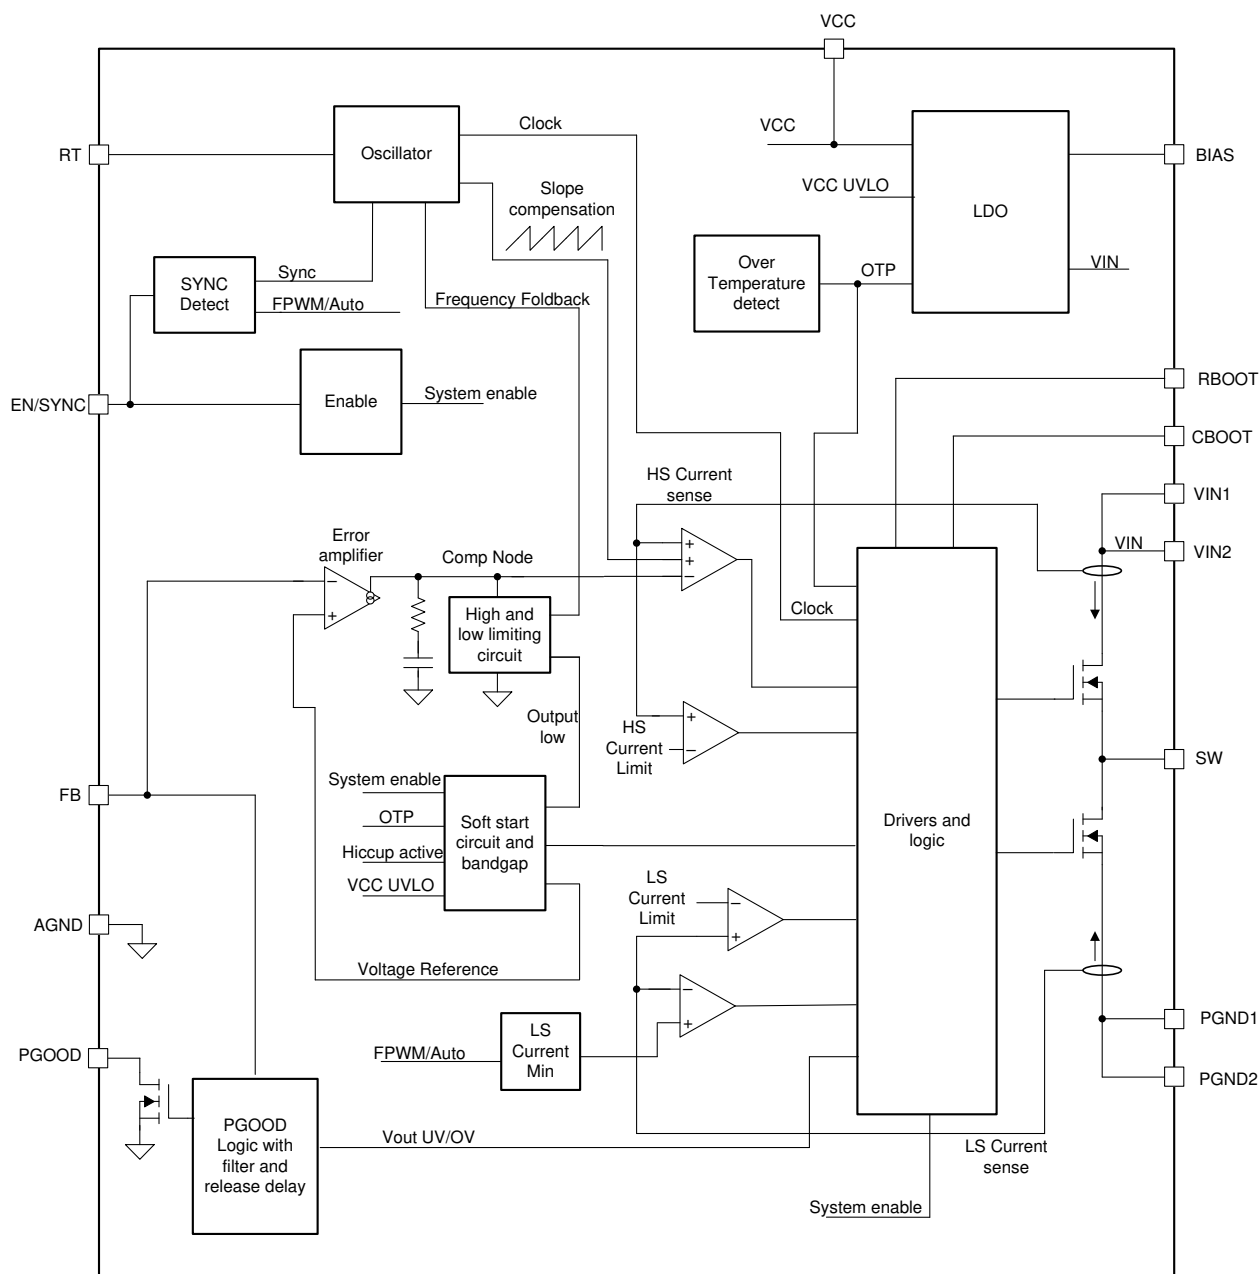 VCC
RT
Oscillator
Clock
VCC
VCC UVLO
LDO
BIAS
Slope
compensation
SYNC
Detect
Sync
FPWM/Auto
Frequency Foldback
Over
Temperature
detect
OTP
VIN
EN/SYNC
Enable
System enable
RBOOT
CBOOT
HS Current
sense
VIN1
VIN
VIN2
Error
amplifier
Comp Node
−
+
+
+
−
High and
low limiting
circuit
Clock
Output
low
HS
Current
Limit
+
−
SW
FB
System enable
OTP
Hiccup active
VCC UVLO
Soft start
circuit and
bandgap
Drivers and
logic
LS
Current
Limit
−
+
AGND
Voltage Reference
−
+
PGND1
PGOOD
FPWM/Auto
LS
Current
Min
PGND2
PGOOD
Logic with
filter and
release delay
Vout UV/OV
LS Current
sense
System enable